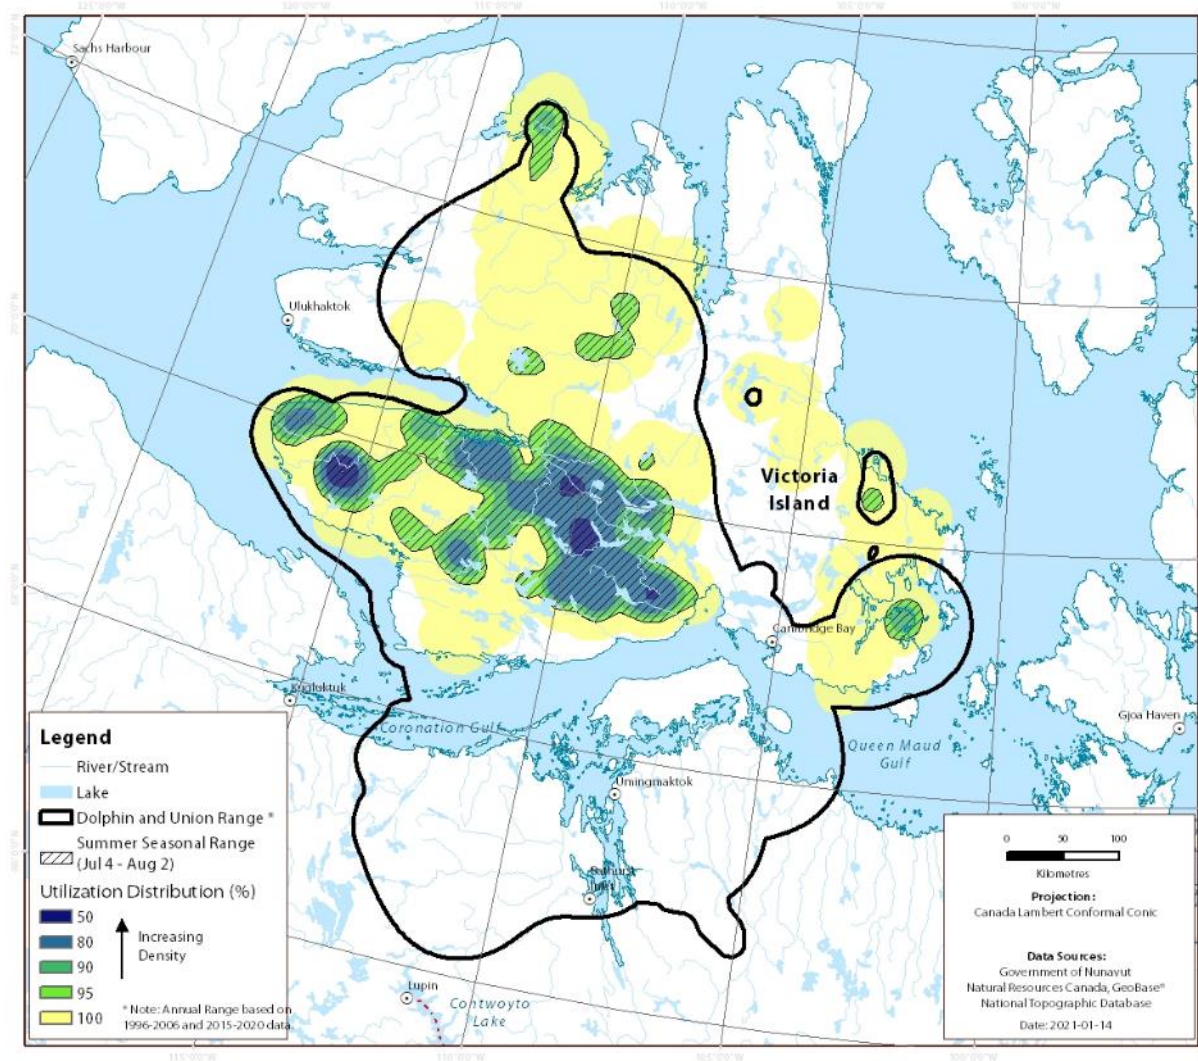 Sachs Harbour
Ulukhaktok
Victoria
Island
Cambridge Bay
Kugluktuk
Coronation Gulf
Queen Maud
Gulf
Gjoa Haven
Umingmaktok
Bathurst
Inlet
Lupin
Contwoyto
Lake
Legend
River/Stream
Lake
Dolphin and Union Range *
Summer Seasonal Range
(Jul 4 - Aug 2)
Utilization Distribution (%)
50
80
90
95
100
Increasing
Density
* Note: Annual Range based on
1996-2006 and 2015-2020 data.
0 50 100
Kilometres
Projection:
Canada Lambert Conformal Conic
Data Sources:
Government of Nunavut
Natural Resources Canada, GeoBase®
National Topographic Database
Date: 2021-01-14